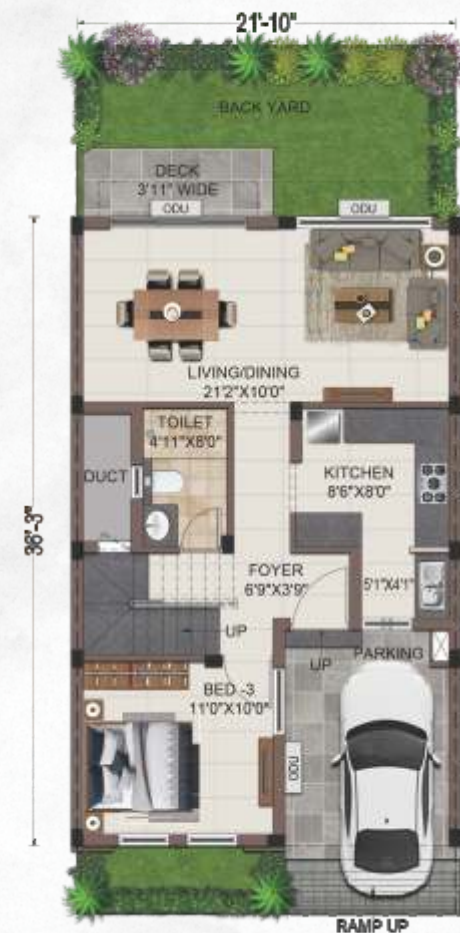 21'-10"
BACK YARD
DECK
3'11" WIDE
ODU
ODU
LIVING/DINING
21'2"X10'0"
TOILET
4'11"X8'0"
DUCT
KITCHEN
8'6"X8'0"
36'-3"
FOYER
6'9"X3'9"
5'1"X4'1"
UP
UP
PARKING
BED -3
11'0"X10'0"
ODU
RAMP UP